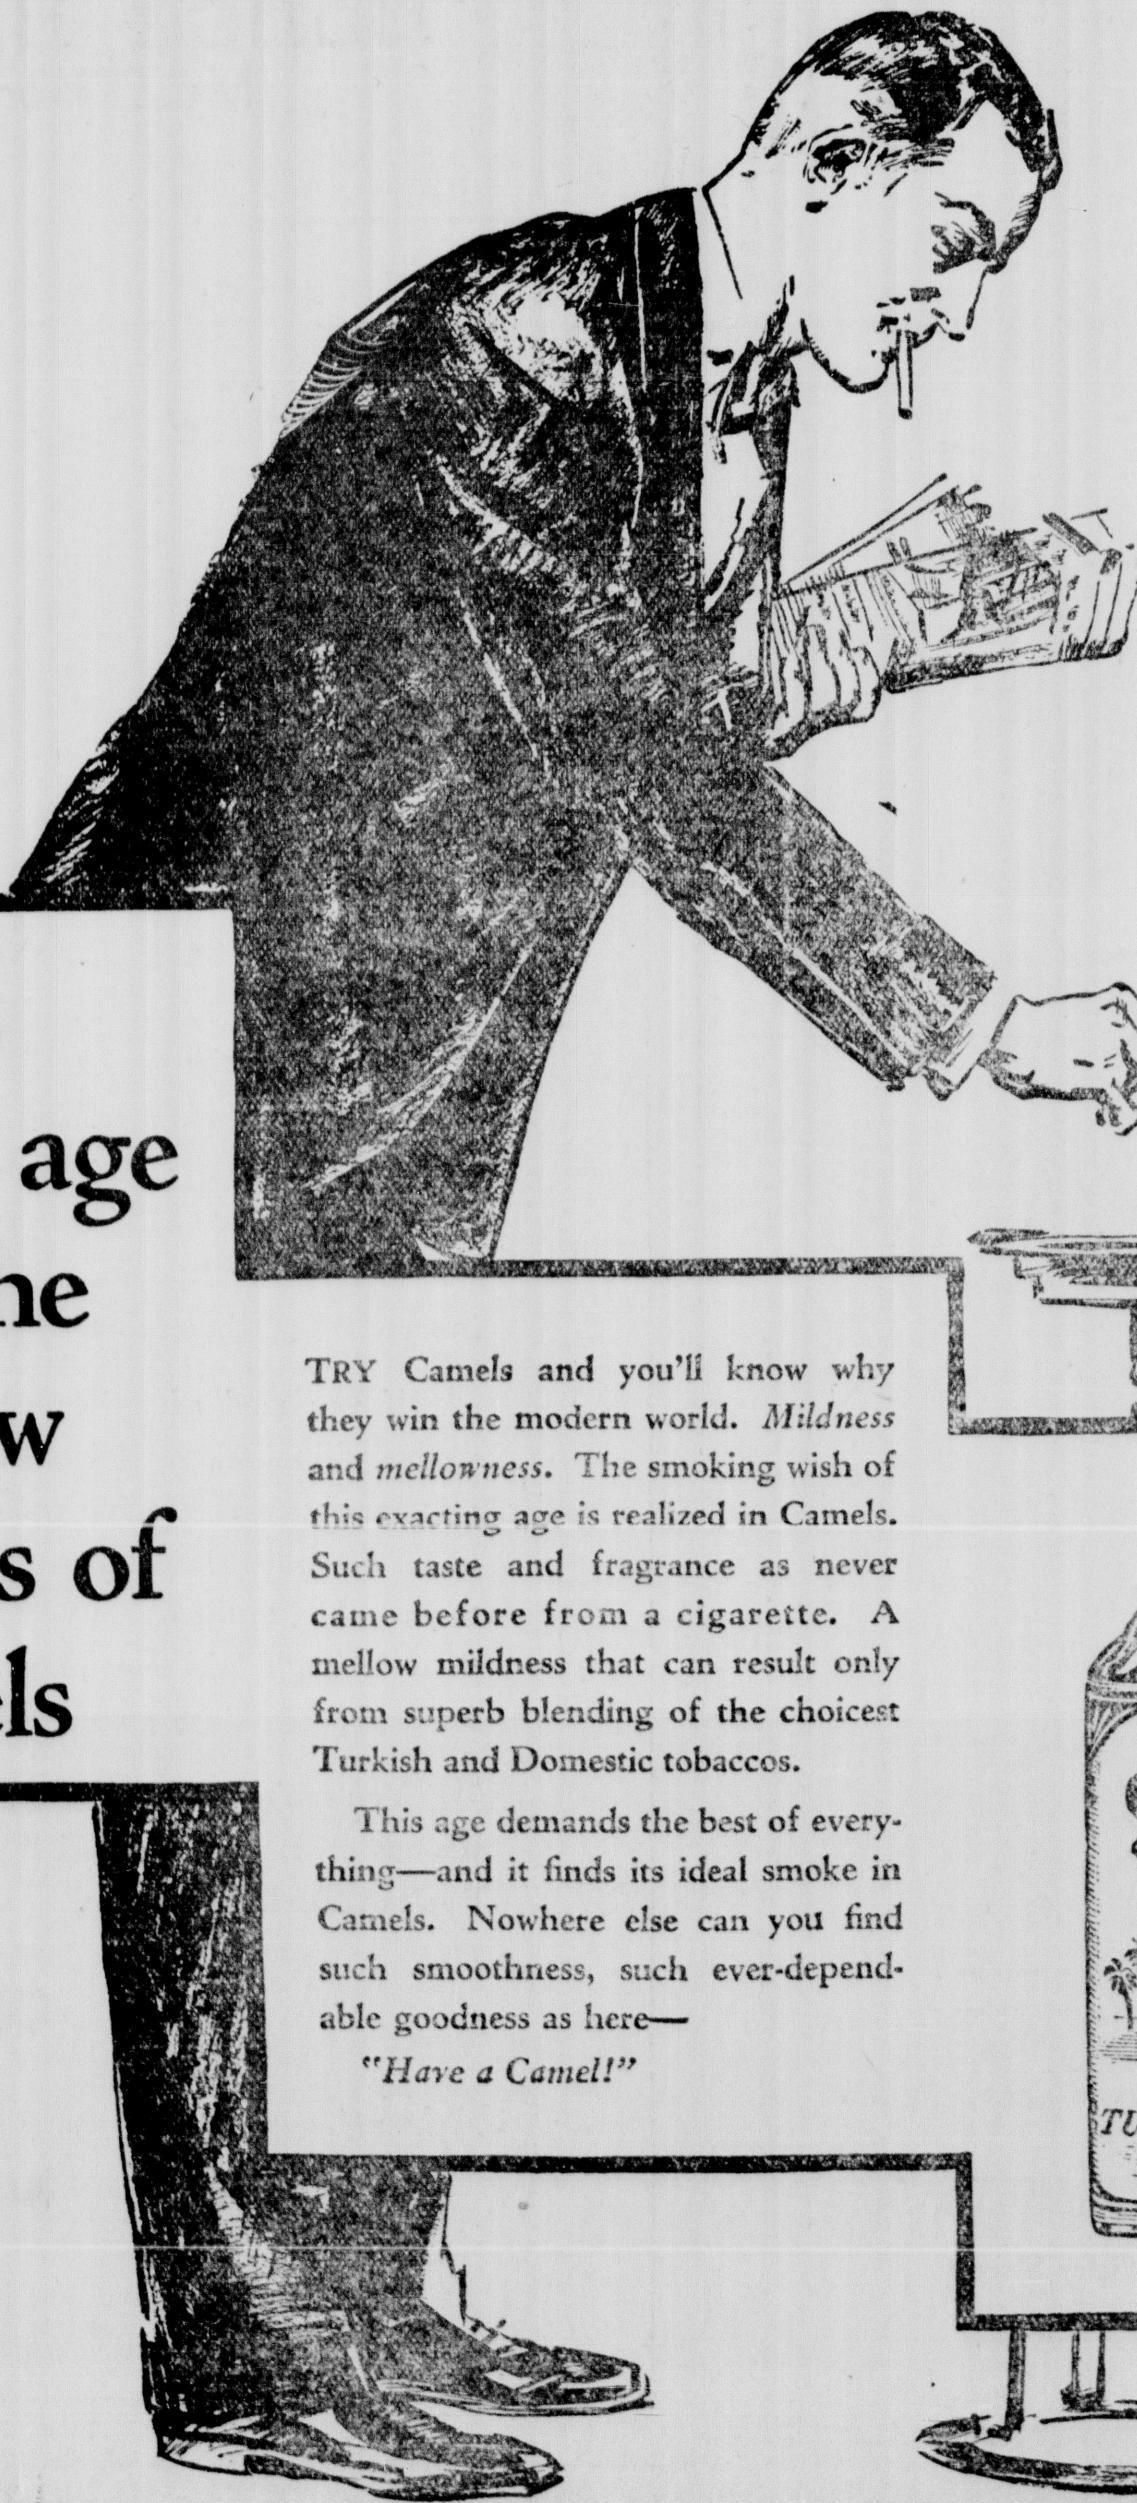 age
ne
w
s of
els
TRY Camels and you'll know why
they win the modern world. Mildness
and mellowness. The smoking wish of
this exacting age is realized in Camels.
Such taste and fragrance as never
came before from a cigarette. A
mellow mildness that can result only
from superb blending of the choicest
Turkish and Domestic tobaccos.
This age demands the best of every-
thing—and it finds its ideal smoke in
Camels. Nowhere else can you find
such smoothness, such ever-depend-
able goodness as here—
"Have a Camel!"
TU